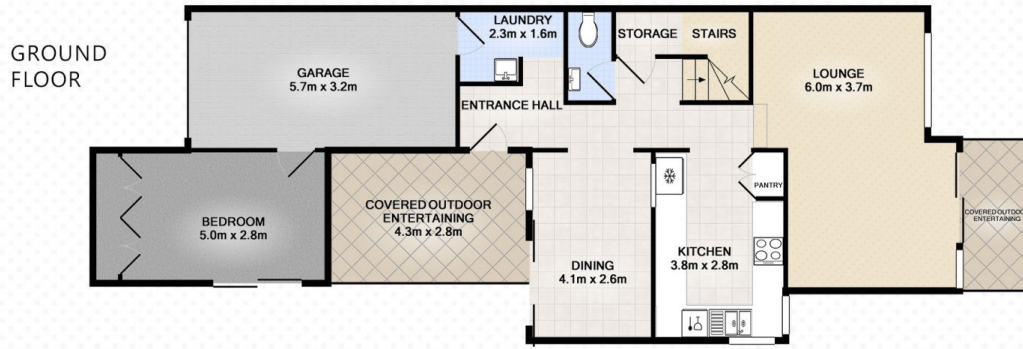 GROUND
FLOOR
GARAGE
5.7m x 3.2m
LAUNDRY
2.3m x 1.6m
STORAGE
STAIRS
LOUNGE
6.0m x 3.7m
ENTRANCE HALL
BEDROOM
5.0m x 2.8m
COVERED OUTDOOR
ENTERTAINING
4.3m x 2.8m
DINING
4.1m x 2.6m
KITCHEN
3.8m x 2.8m
PANTRY
COVERED OUTDOOR
ENTERTAINING